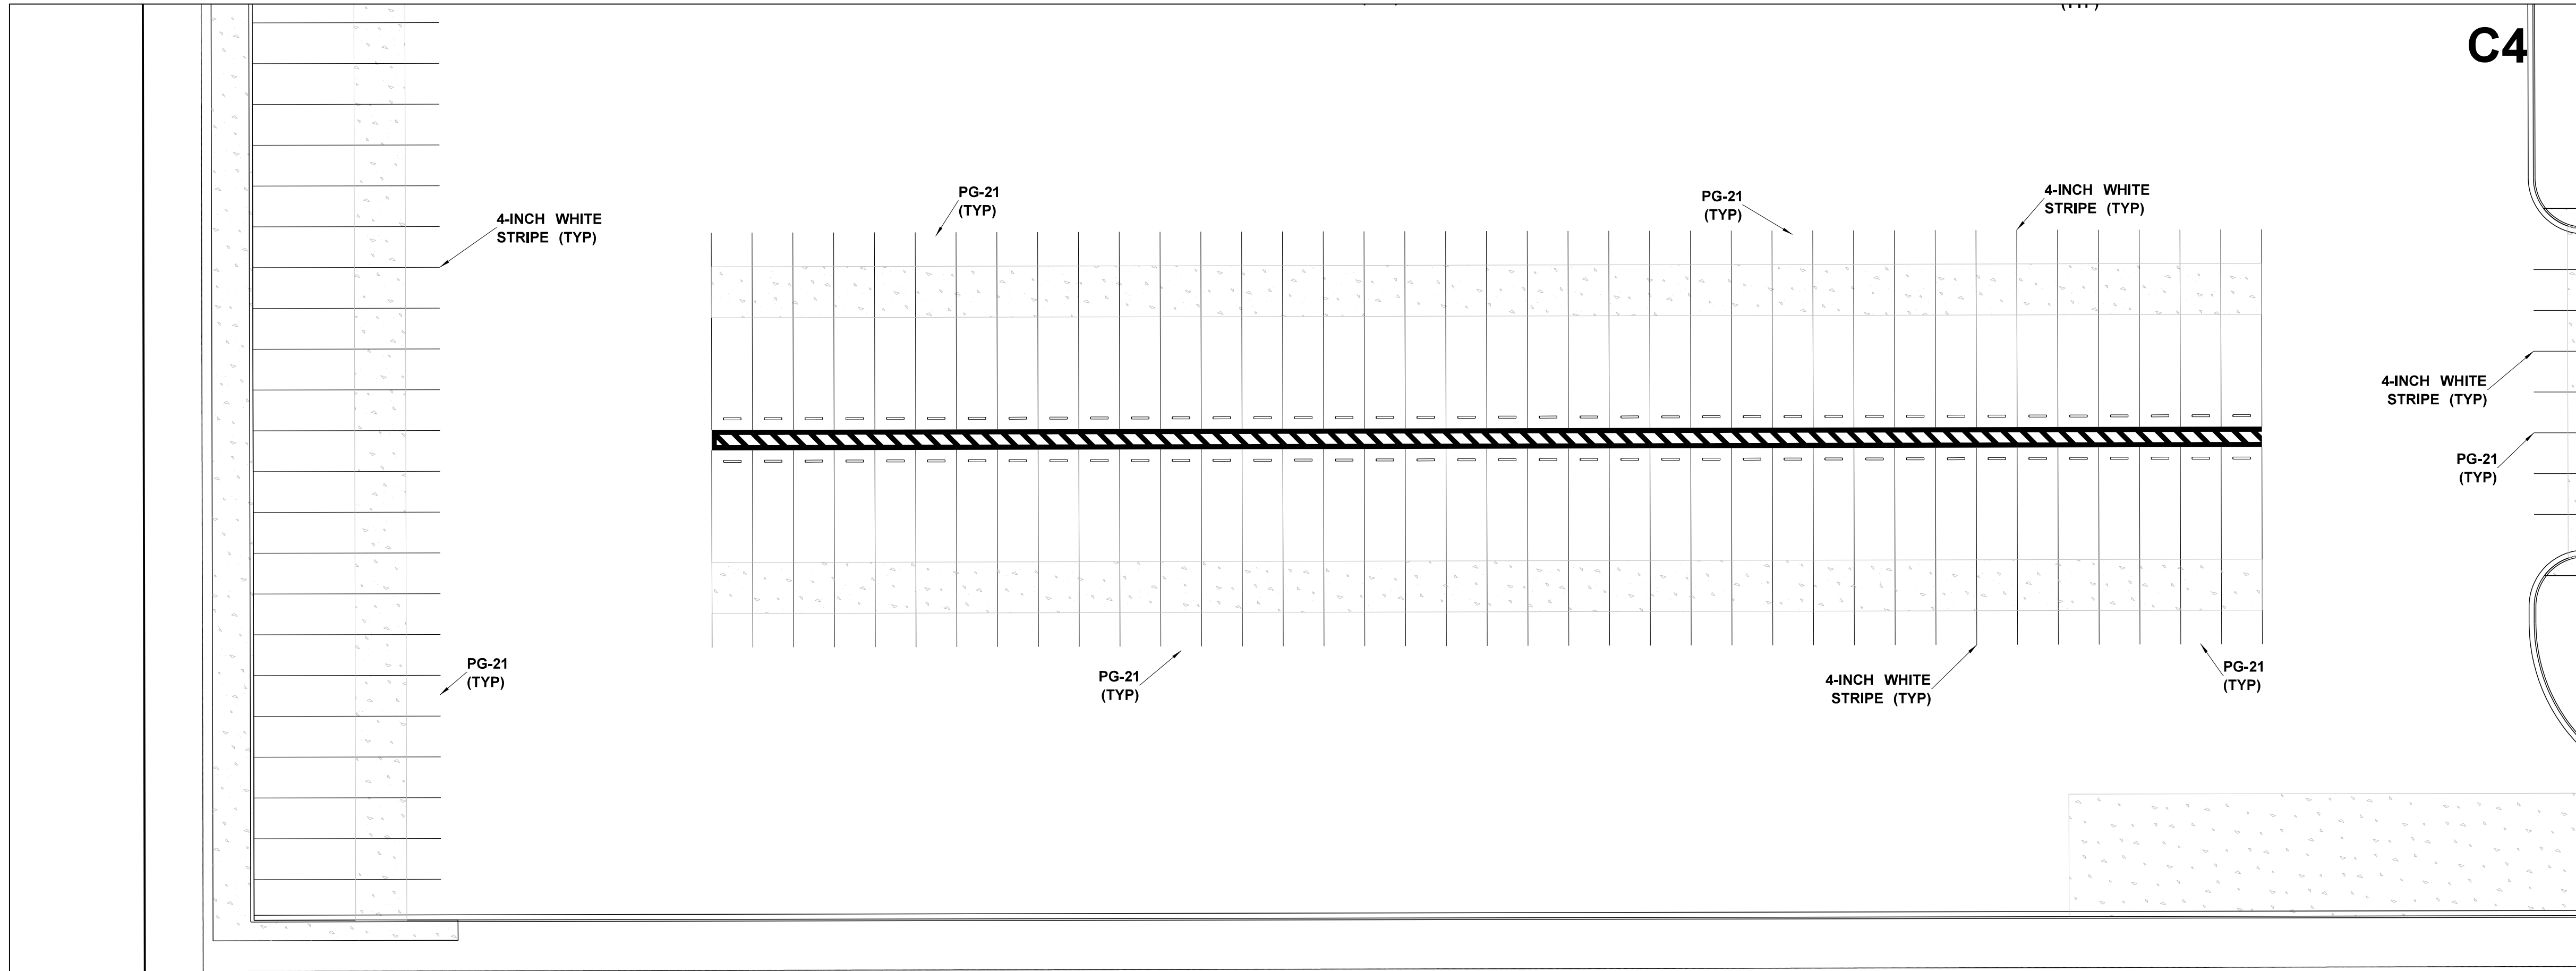 (TYP)
C4
PG-21
(TYP)
PG-21
(TYP)
4-INCH WHITE
STRIPE (TYP)
4-INCH WHITE
STRIPE (TYP)
4-INCH WHITE
STRIPE (TYP)
PG-21
(TYP)
PG-21
(TYP)
PG-21
(TYP)
4-INCH WHITE
STRIPE (TYP)
PG-21
(TYP)